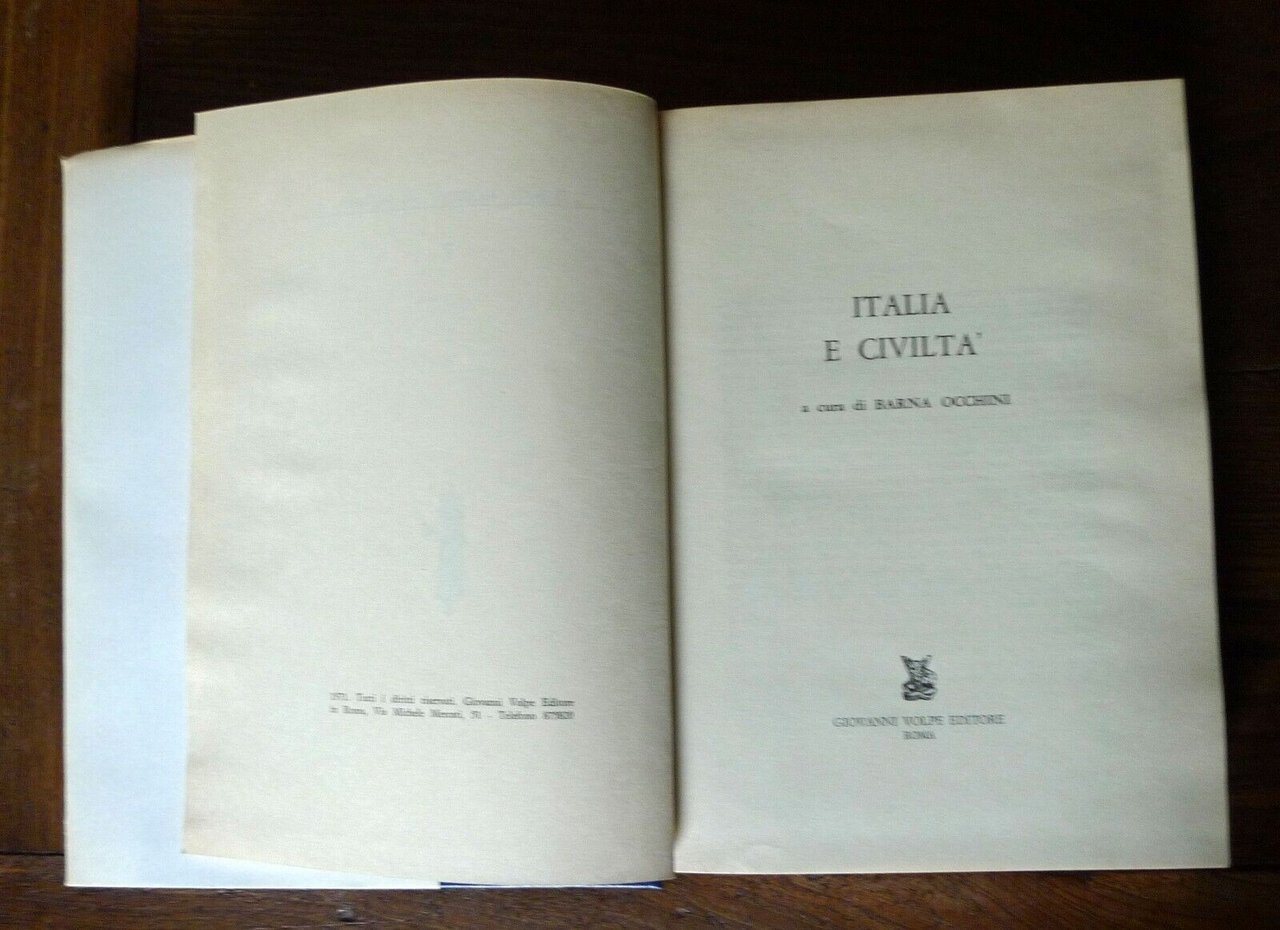 1971. Tutti i diritti riservati. Giovanni Volpe Editore
in Roma, Via Michele Mercati, 51 - Telefono
ITALIA
E CIVILTA'
a cura di BARNA OCCHINI
GIOVANNI VOLPE EDITORE
ROMA